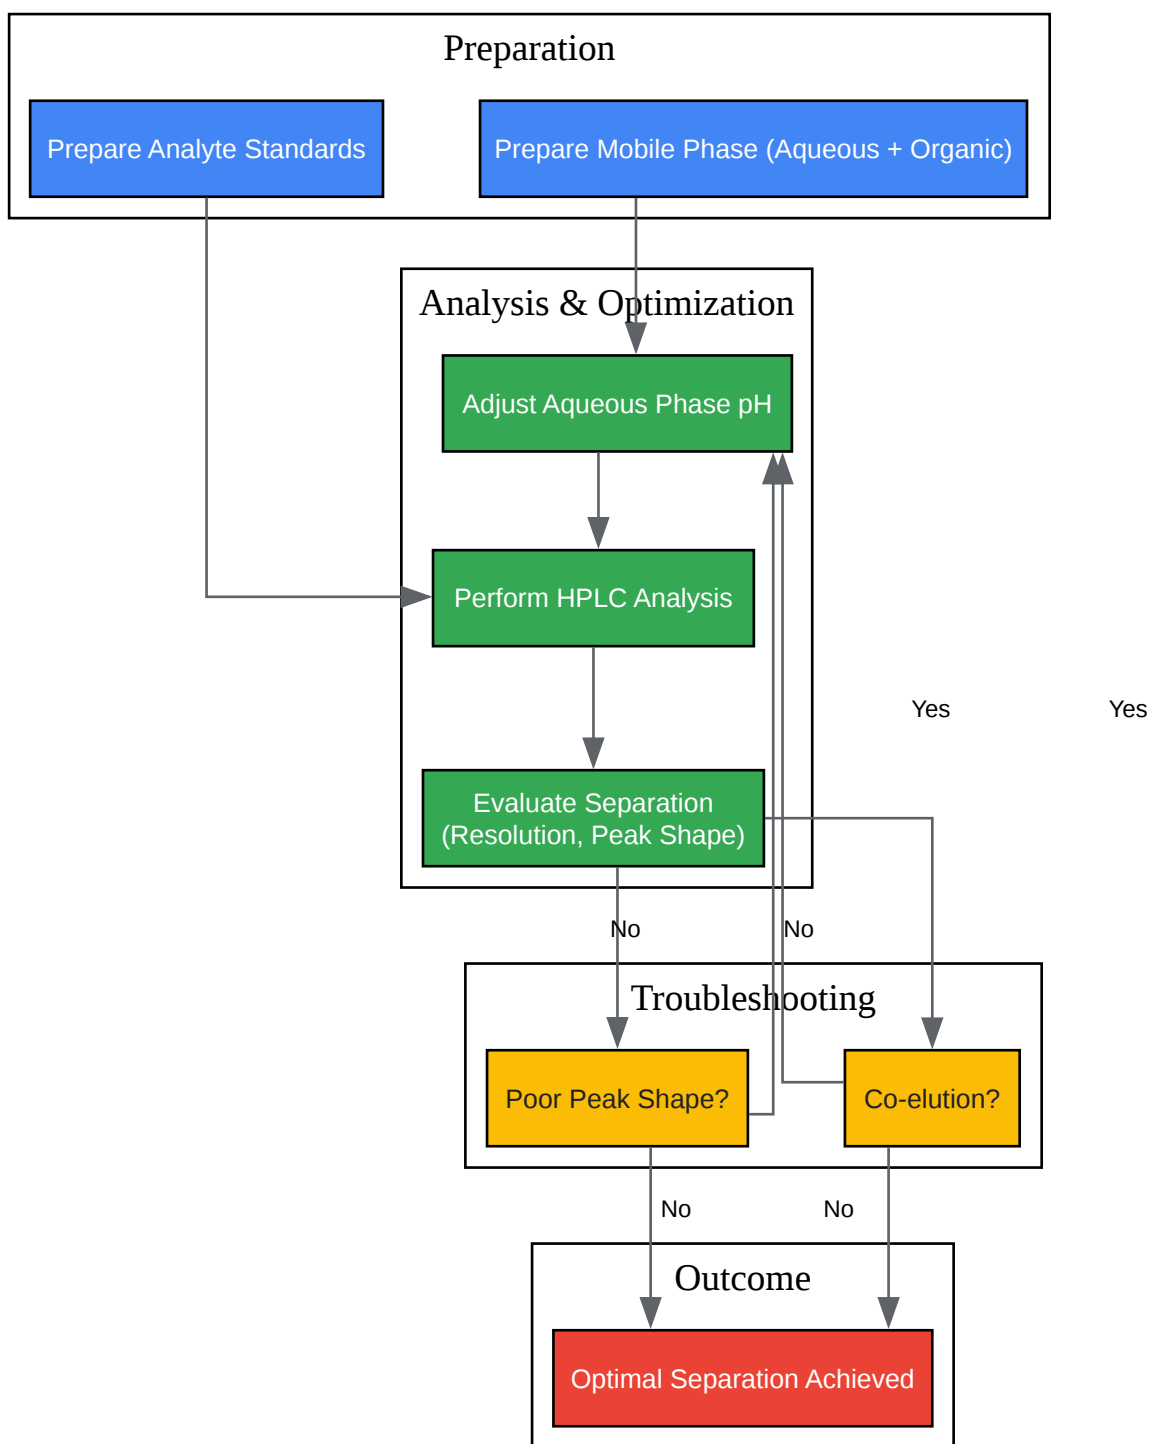 Preparation
Prepare Analyte Standards
Prepare Mobile Phase (Aqueous + Organic)
Analysis & Optimization
Adjust Aqueous Phase pH
Perform HPLC Analysis
Yes
Yes
Evaluate Separation
(Resolution, Peak Shape)
No
No
Troubleshooting
Poor Peak Shape?
Co-elution?
No
No
Outcome
Optimal Separation Achieved